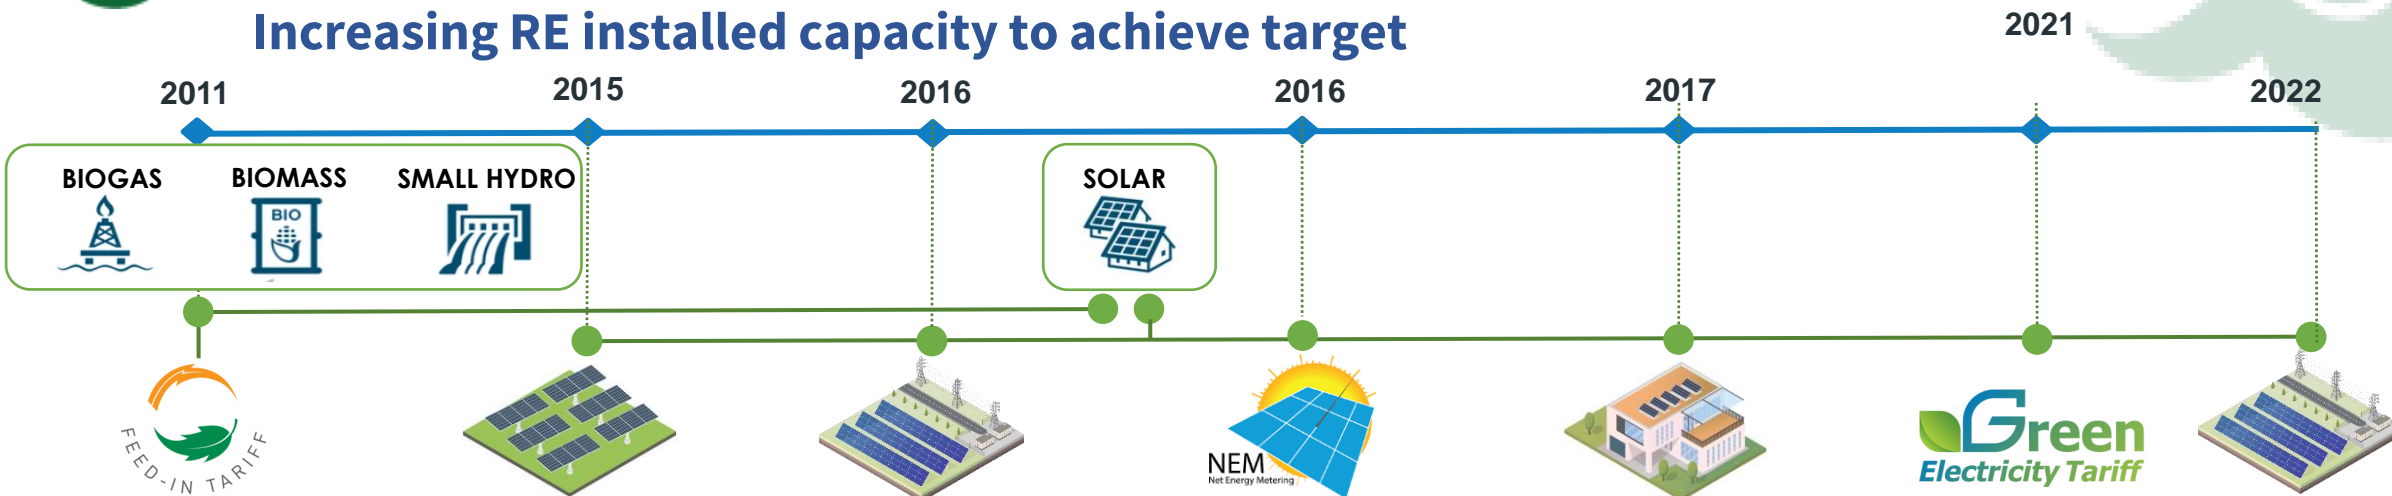 Increasing RE installed capacity to achieve target
2021
2011
2015
2016
2016
2017
2022
BIOGAS
BIOMASS
SMALL HYDRO
SOLAR
BIO
FEED-IN TARIFF
NEM
Net Energy Metering
Green
Electricity Tariff